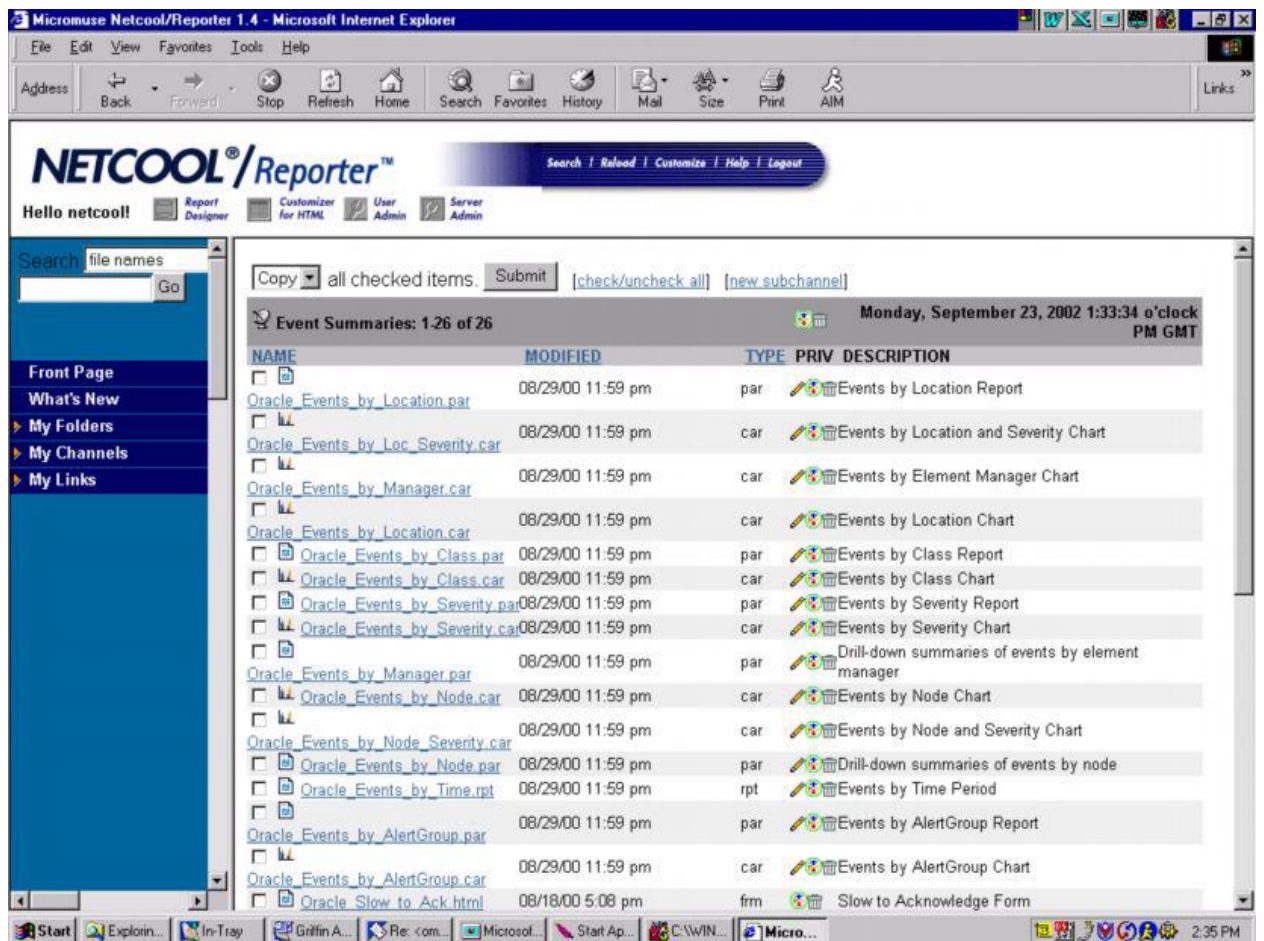 Micromuse Netcool/Reporter 1.4 - Microsoft Internet Explorer
File Edit View Favorites Tools Help
Address Back Forward Stop Refresh Home Search Favorites History Mail Size Print AIM Links
NETCOOL®/Reporter™
Search | Reload | Customize | Help | Logout
Hello netcool! Report Designer Customizer for HTML User Admin Server Admin
Search file names
Go
Front Page
What's New
My Folders
My Channels
My Links
Copy all checked items. Submit [check/uncheck all] [new subchannel]
Event Summaries: 1-26 of 26 Monday, September 23, 2002 1:33:34 o'clock
PM GMT
NAME MODIFIED TYPE PRIV DESCRIPTION
Oracle_Events_by_Location.par 08/29/00 11:59 pm par Events by Location Report
Oracle_Events_by_Loc_Severity.car 08/29/00 11:59 pm car Events by Location and Severity Chart
Oracle_Events_by_Manager.car 08/29/00 11:59 pm car Events by Element Manager Chart
Oracle_Events_by_Location.car 08/29/00 11:59 pm car Events by Location Chart
Oracle_Events_by_Class.par 08/29/00 11:59 pm par Events by Class Report
Oracle_Events_by_Class.car 08/29/00 11:59 pm car Events by Class Chart
Oracle_Events_by_Severity.par 08/29/00 11:59 pm par Events by Severity Report
Oracle_Events_by_Severity.car 08/29/00 11:59 pm car Events by Severity Chart
Oracle_Events_by_Manager.par 08/29/00 11:59 pm par Drill-down summaries of events by element
manager
Oracle_Events_by_Node.car 08/29/00 11:59 pm car Events by Node Chart
Oracle_Events_by_Node_Severity.car 08/29/00 11:59 pm car Events by Node and Severity Chart
Oracle_Events_by_Node.par 08/29/00 11:59 pm par Drill-down summaries of events by node
Oracle_Events_by_Time.rpt 08/29/00 11:59 pm rpt Events by Time Period
Oracle_Events_by_AlertGroup.par 08/29/00 11:59 pm par Events by AlertGroup Report
Oracle_Events_by_AlertGroup.car 08/29/00 11:59 pm car Events by AlertGroup Chart
Oracle_Slow_to_Ack.html 08/18/00 5:08 pm frm Slow to Acknowledge Form
Start Explorin... In-Tray Griffin A... Re: com... Microsof... Start Ap... C:\WIN... Micro... 2:35 PM